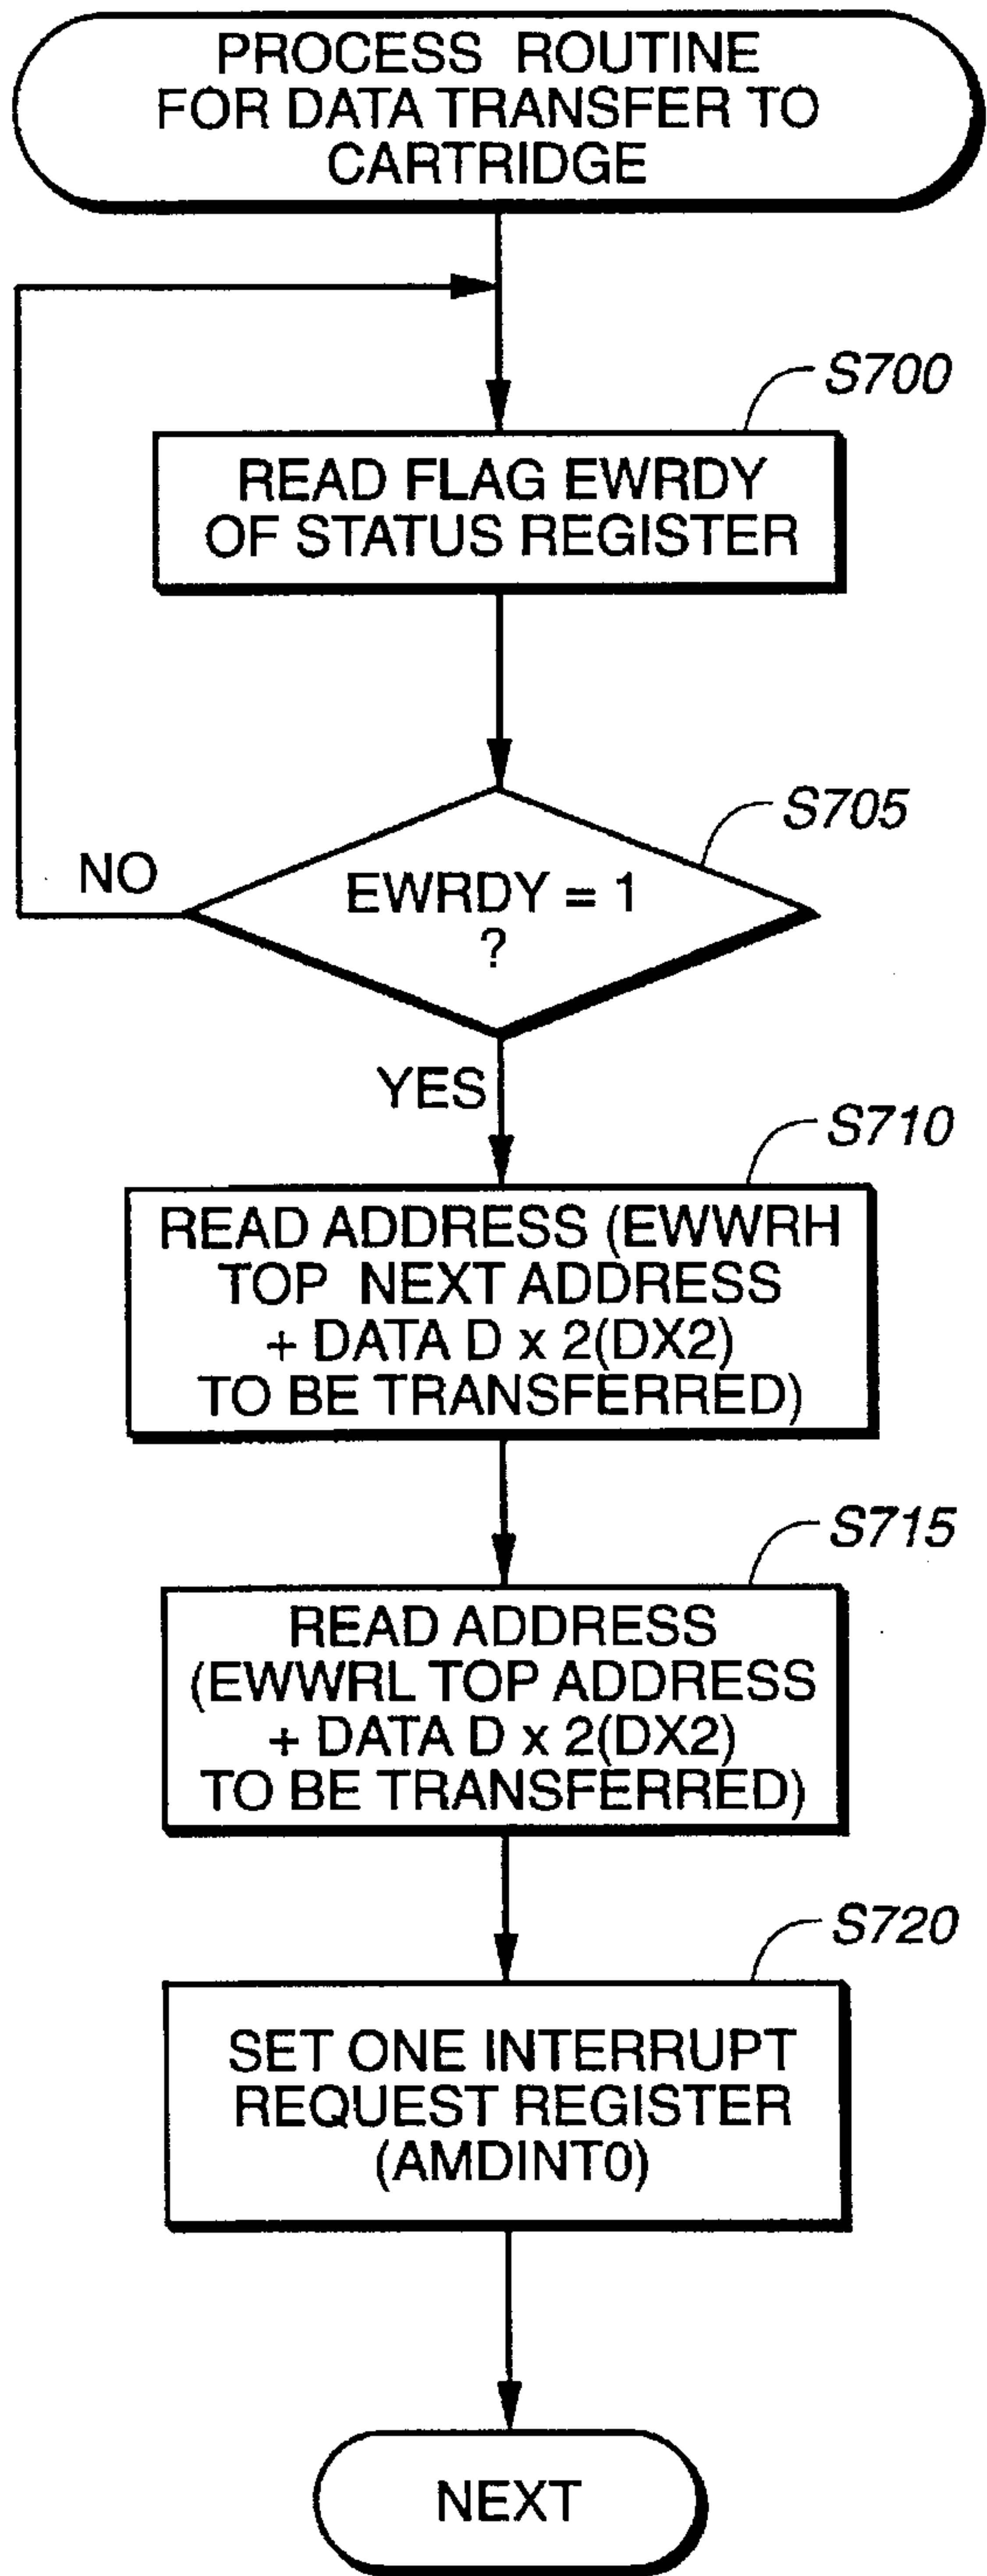 PROCESS ROUTINE
FOR DATA TRANSFER TO
CARTRIDGE
S700
READ FLAG EWRDY
OF STATUS REGISTER
S705
NO
EWRDY = 1
?
YES
S710
READ ADDRESS (EWWRH
TOP NEXT ADDRESS
+ DATA D x 2(DX2)
TO BE TRANSFERRED)
S715
READ ADDRESS
(EWWRL TOP ADDRESS
+ DATA D x 2(DX2)
TO BE TRANSFERRED)
S720
SET ONE INTERRUPT
REQUEST REGISTER
(AMDINT0)
NEXT